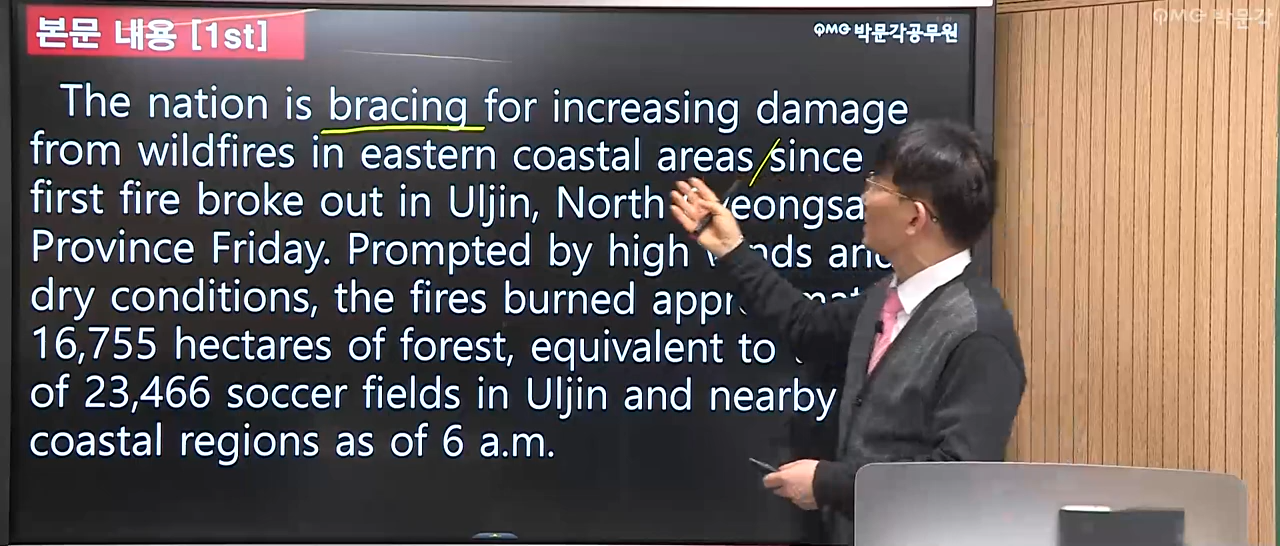 본문 내용 [1st]
QMG 박문각공무원
QMG 박문각
The nation is bracing for increasing damage
from wildfires in eastern coastal areas since
first fire broke out in Uljin, North
Province Friday. Prompted by high and
dry conditions, the fires burned
16,755 hectares of forest, equivalent to
of 23,466 soccer fields in Uljin and nearby
coastal regions as of 6 a.m.